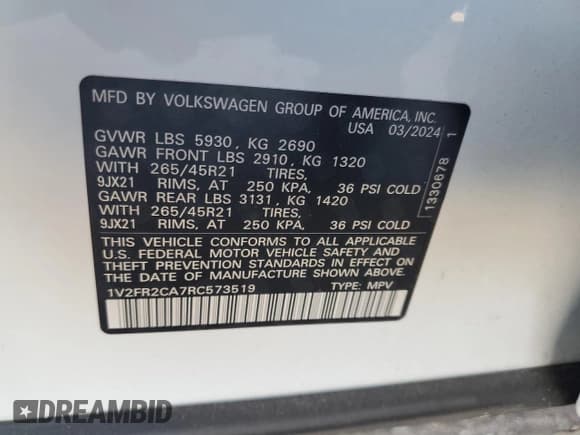 MFD BY VOLKSWAGEN GROUP OF AMERICA, INC.
USA 03/2024
GVWR LBS 5930, KG 2690
GAWR FRONT LBS 2910, KG 1320
WITH 265/45R21 TIRES,
9JX21 RIMS, AT 250 KPA, 36 PSI COLD
GAWR REAR LBS 3131, KG 1420
WITH 265/45R21 TIRES,
9JX21 RIMS, AT 250 KPA, 36 PSI COLD
THIS VEHICLE CONFORMS TO ALL APPLICABLE
U.S. FEDERAL MOTOR VEHICLE SAFETY AND
THEFT PREVENTION STANDARDS IN EFFECT ON
THE DATE OF MANUFACTURE SHOWN ABOVE.
1V2FR2CA7RC573519 TYPE: MPV
1330678 1
DREAMBID